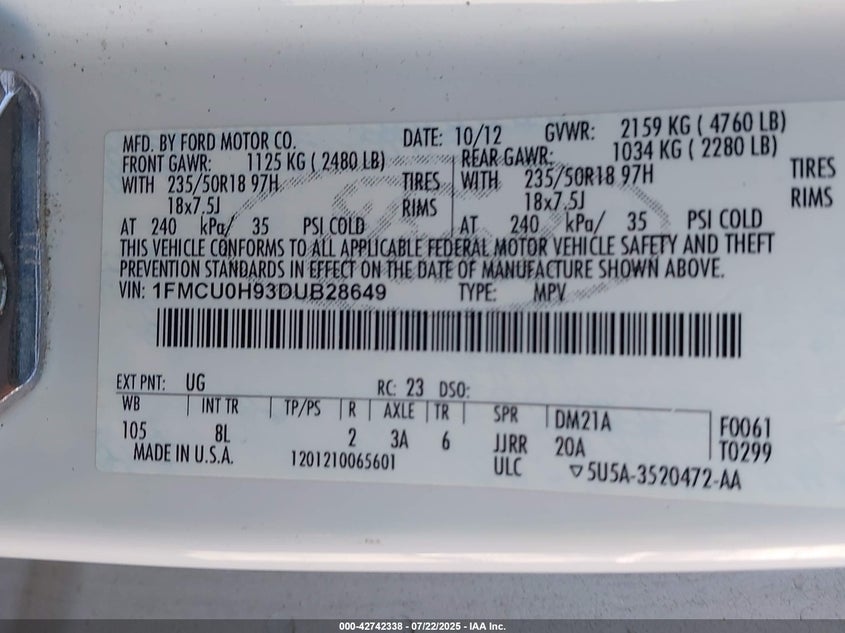 MFD. BY FORD MOTOR CO. DATE: 10/12 GVWR: 2159 KG ( 4760 LB)
FRONT GAWR: 1125 KG ( 2480 LB) REAR GAWR: 1034 KG ( 2280 LB)
WITH 235/50R18 97H TIRES WITH 235/50R18 97H TIRES
18x7.5J RIMS 18x7.5J RIMS
AT 240 kPa/ 35 PSI COLD AT 240 kPa/ 35 PSI COLD
THIS VEHICLE CONFORMS TO ALL APPLICABLE FEDERAL MOTOR VEHICLE SAFETY AND THEFT
PREVENTION STANDARDS IN EFFECT ON THE DATE OF MANUFACTURE SHOWN ABOVE.
VIN: 1FMCU0H93DUB28649 TYPE: MPV
EXT PNT: UG RC: 23 DSO:
WB INT TR TP/PS R AXLE TR SPR DM21A F0061
105 8L 2 3A 6 JJRR 20A T0299
MADE IN U.S.A. 1201210065601 ULC ▽5U5A-3520472-AA
000-42742338 - 07/22/2025 - IAA Inc.